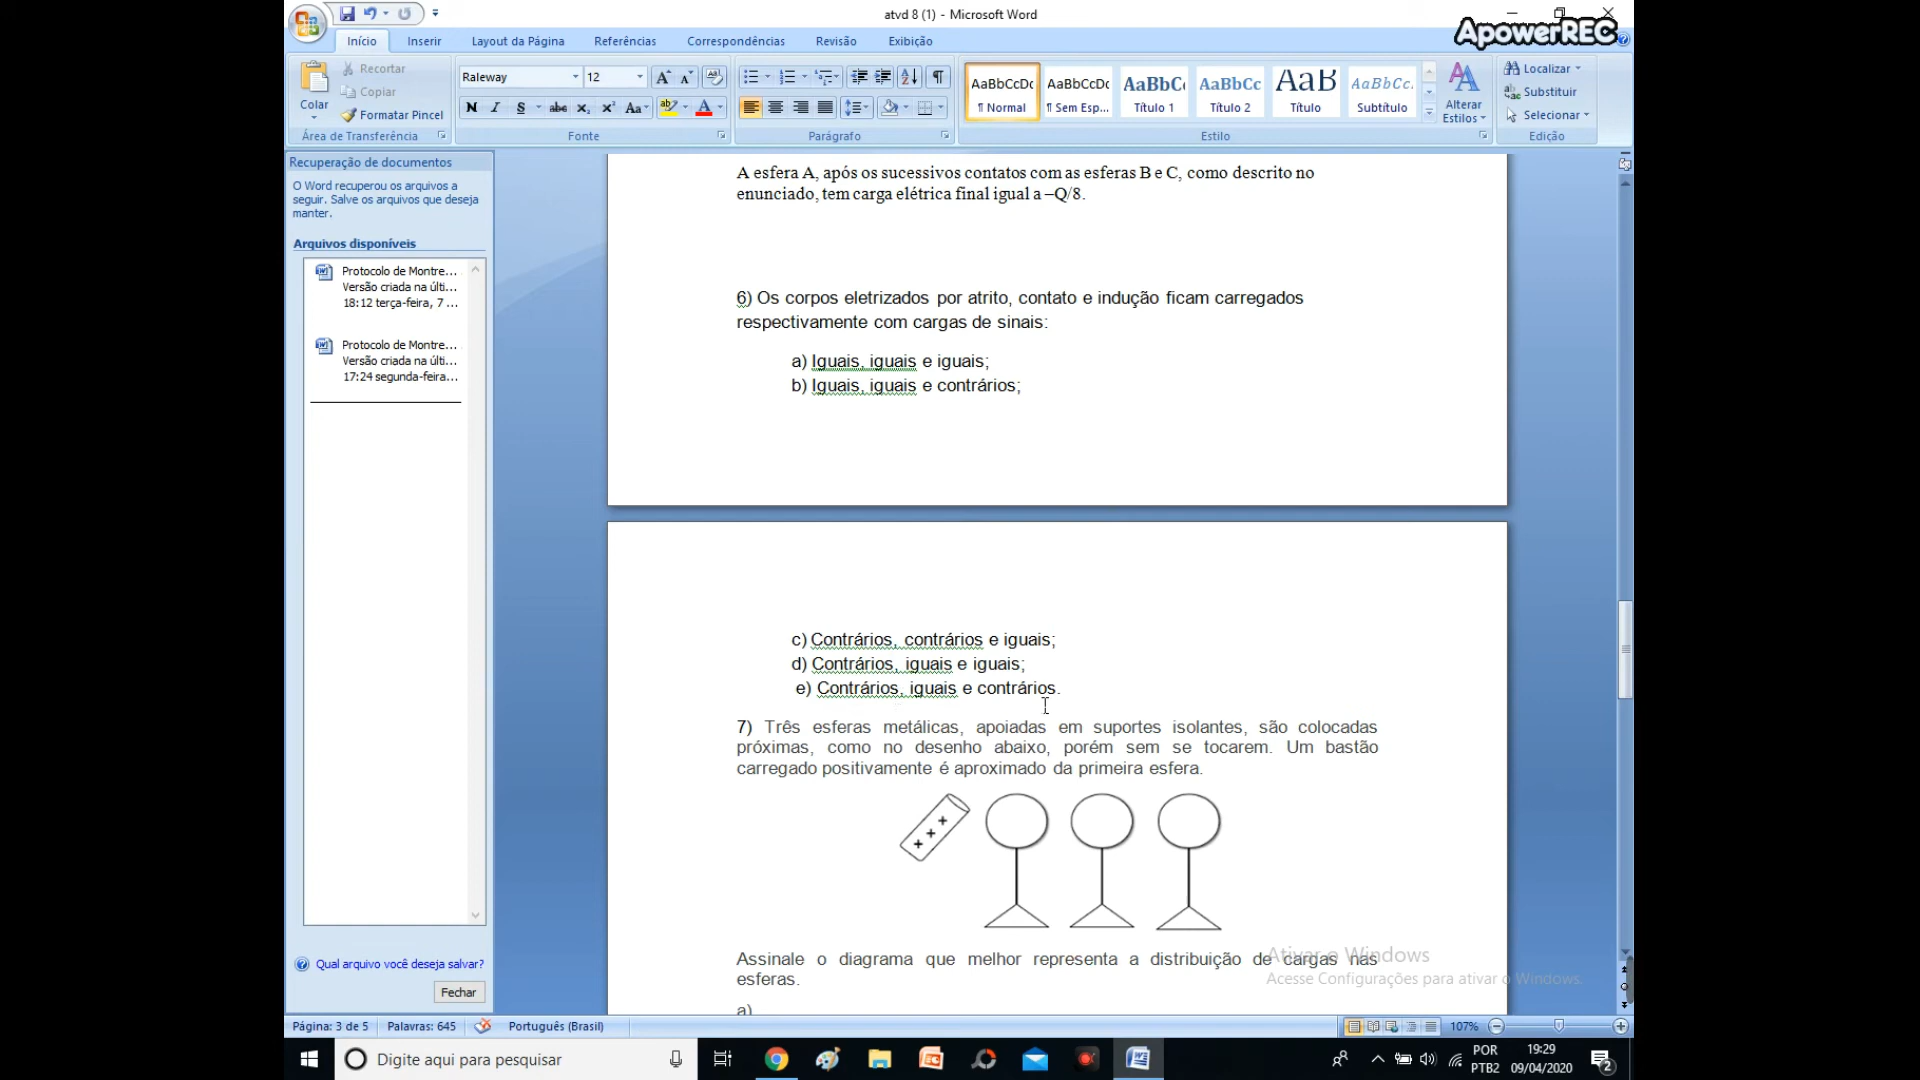 atvd 8 (1) - Microsoft Word
ApowerREC
Início Inserir Layout da Página Referências Correspondências Revisão Exibição
Colar
Recortar
Copiar
Formatar Pincel
Área de Transferência
Raleway 12
N I S abc x₂ x² Aa
Fonte
Parágrafo
AaBbCcDc AaBbCcDc AaBbC AaBbCc AaB AaBbCc.
¶ Normal ¶ Sem Esp... Título 1 Título 2 Título Subtítulo
Alterar
Estilos
Estilo
Localizar
Substituir
Selecionar
Edição
Recuperação de documentos
O Word recuperou os arquivos a
seguir. Salve os arquivos que deseja
manter.
Arquivos disponíveis
Protocolo de Montre...
Versão criada na últi...
18:12 terça-feira, 7 ...
Protocolo de Montre...
Versão criada na últi...
17:24 segunda-feira...
Qual arquivo você deseja salvar?
Fechar
A esfera A, após os sucessivos contatos com as esferas B e C, como descrito no
enunciado, tem carga elétrica final igual a –Q/8.
6) Os corpos eletrizados por atrito, contato e indução ficam carregados
respectivamente com cargas de sinais:
a) Iguais, iguais e iguais;
b) Iguais, iguais e contrários;
c) Contrários, contrários e iguais;
d) Contrários, iguais e iguais;
e) Contrários, iguais e contrários.
7) Três esferas metálicas, apoiadas em suportes isolantes, são colocadas
próximas, como no desenho abaixo, porém sem se tocarem. Um bastão
carregado positivamente é aproximado da primeira esfera.
+ + +
Assinale o diagrama que melhor representa a distribuição de cargas nas
esferas.
a)
Ativar o Windows
Acesse Configurações para ativar o Windows.
Página: 3 de 5 Palavras: 645 Português (Brasil) 107%
Digite aqui para pesquisar
POR
PTB2
19:29
09/04/2020
2